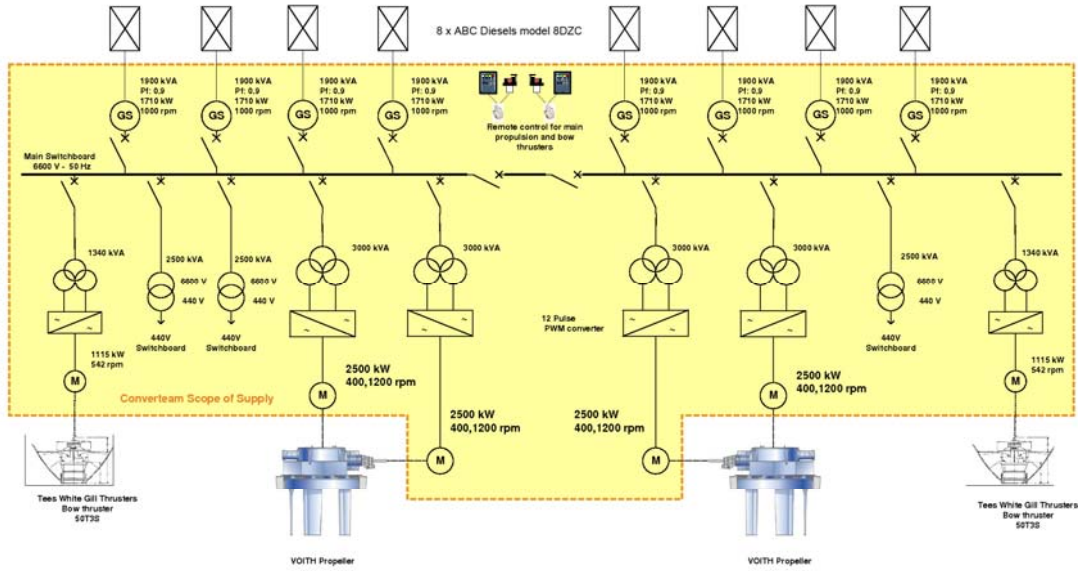 8 x ABC Diesels model 8DZC
1900 kVA
Pf: 0.9
1710 kW
1000 rpm
GS
1900 kVA
Pf: 0.9
1710 kW
1000 rpm
GS
1900 kVA
Pf: 0.9
1710 kW
1000 rpm
GS
1900 kVA
Pf: 0.9
1710 kW
1000 rpm
GS
Remote control for main
propulsion and bow
thrusters
1900 kVA
Pf: 0.9
1710 kW
1000 rpm
GS
1900 kVA
Pf: 0.9
1710 kW
1000 rpm
GS
1900 kVA
Pf: 0.9
1710 kW
1000 rpm
GS
1900 kVA
Pf: 0.9
1710 kW
1000 rpm
GS
Main Switchboard
6600 V - 50 Hz
1340 kVA
2500 kVA
6600 V
440 V
440V
Switchboard
2500 kVA
6600 V
440 V
440V
Switchboard
3000 kVA
3000 kVA
3000 kVA
3000 kVA
2500 kVA
6600 V
440 V
440V
Switchboard
1340 kVA
12 Pulse
PWM converter
1115 kW
542 rpm
M
2500 kW
400,1200 rpm
M
2500 kW
400,1200 rpm
M
2500 kW
400,1200 rpm
M
2500 kW
400,1200 rpm
M
1115 kW
542 rpm
M
Converteam Scope of Supply
Tees White Gill Thrusters
Bow thruster
50T3S
VOITH Propeller
VOITH Propeller
Tees White Gill Thrusters
Bow thruster
50T3S